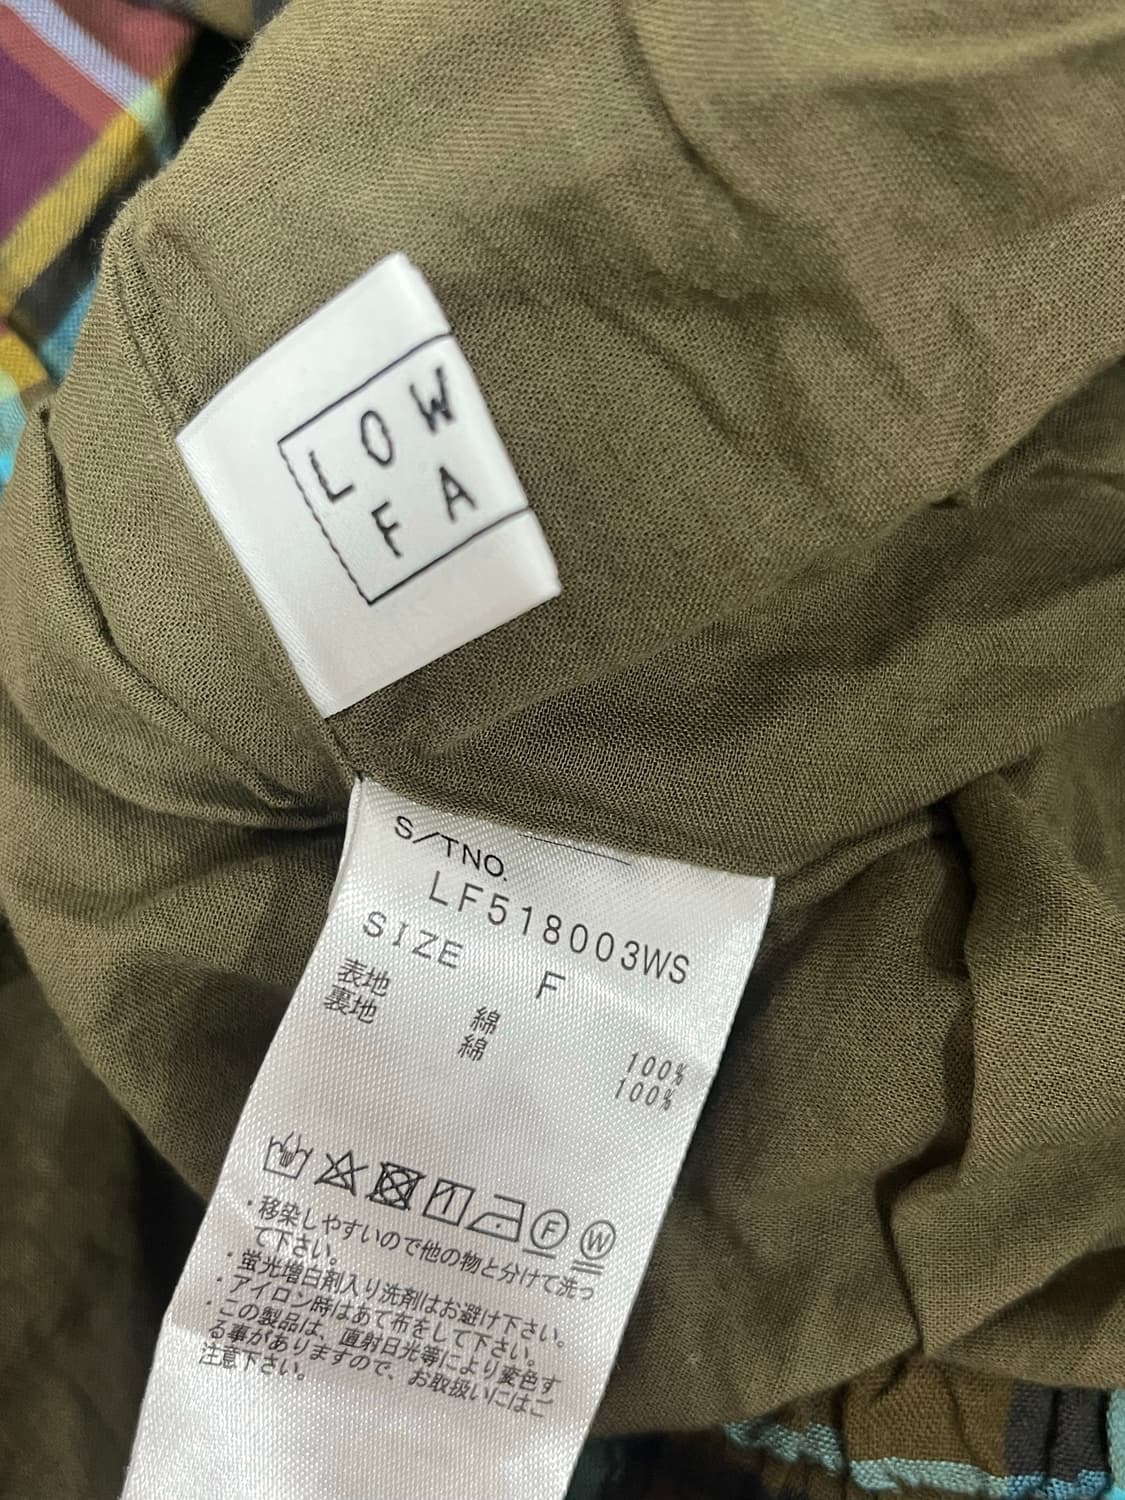 LOW
FA
S/TNO.
LF518003WS
SIZE F
表地 綿 100%
裏地 綿 100%
・移染しやすいので他の物と分けて洗っ
て下さい。
・蛍光増白剤入り洗剤はお避け下さい。
・アイロン時はあて布をして下さい。
・この製品は、直射日光等により変色す
る事がありますので、お取扱いにはご
注意下さい。